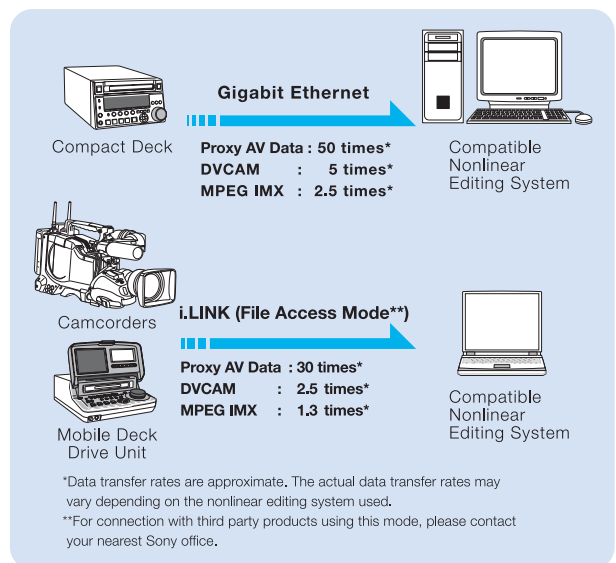 Gigabit Ethernet
Compact Deck
Proxy AV Data : 50 times*
DVCAM : 5 times*
MPEG IMX : 2.5 times*
Compatible
Nonlinear
Editing System
Camcorders
i.LINK (File Access Mode**)
Proxy AV Data : 30 times*
DVCAM : 2.5 times*
MPEG IMX : 1.3 times*
Mobile Deck
Drive Unit
Compatible
Nonlinear
Editing System
*Data transfer rates are approximate. The actual data transfer rates may
vary depending on the nonlinear editing system used.
**For connection with third party products using this mode, please contact
your nearest Sony office.